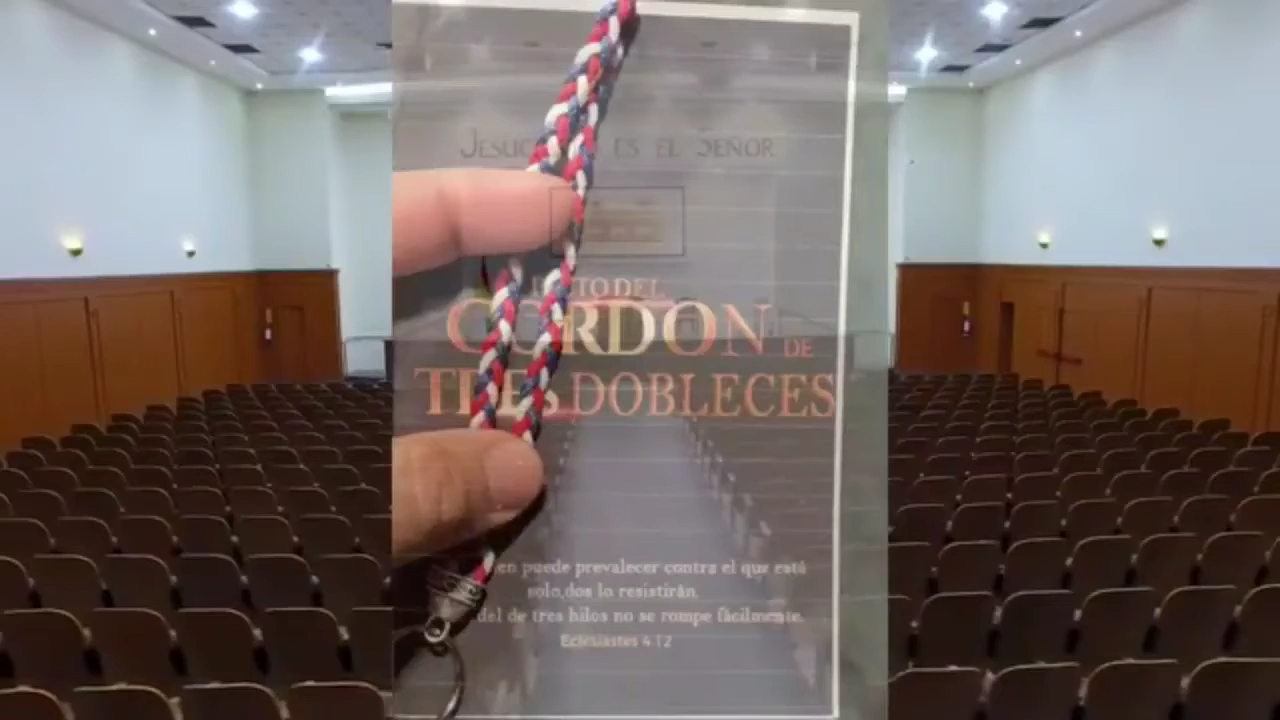 ES EL SEÑOR
DEL
CORDON DE
TRES DOBLECES
puede prevalecer contra el que está
solo,dos lo resistirán.
de tres hilos no se rompe fácilmente.
Eclesiastes 4.12